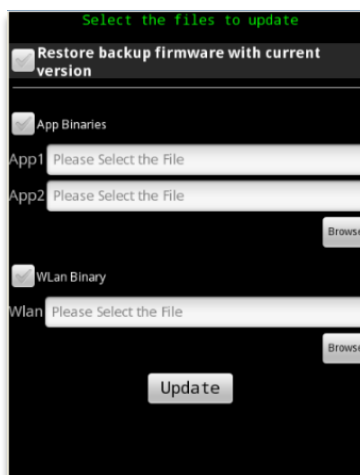 Select the files to update
Restore backup firmware with current
version
App Binaries
App1 Please Select the File
App2 Please Select the File
Browse
WLan Binary
Wlan Please Select the File
Browse
Update